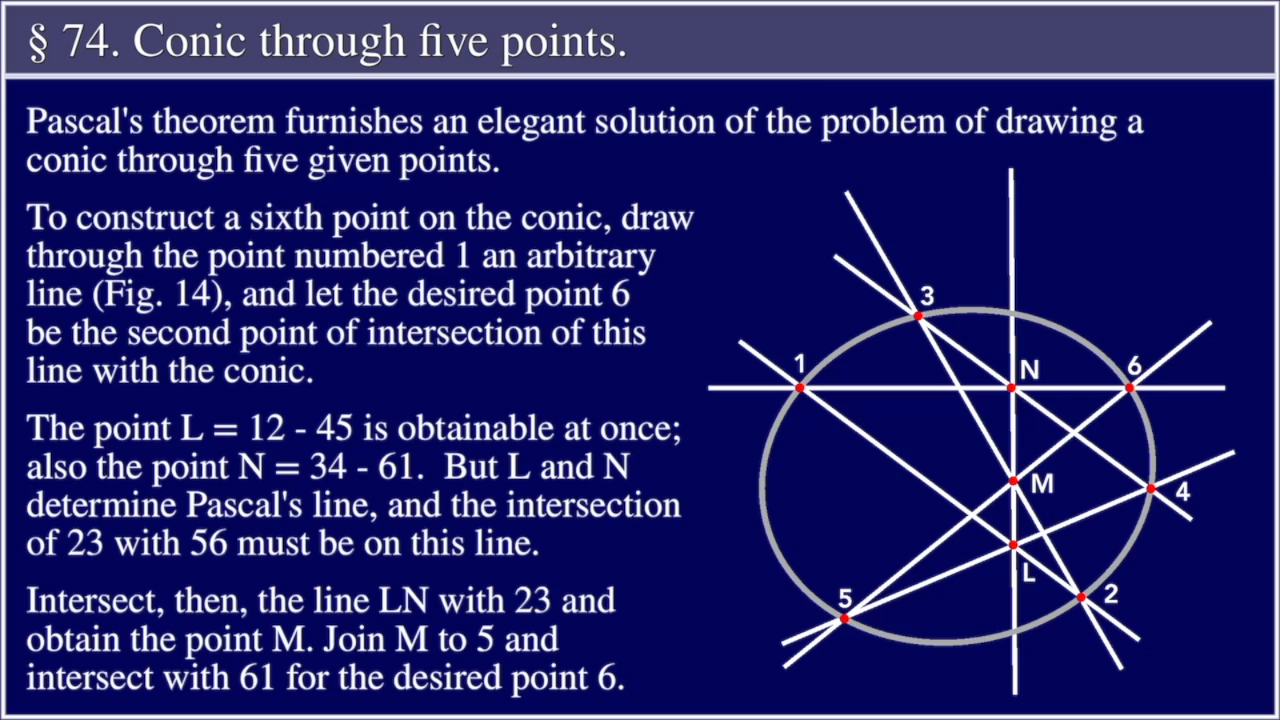 § 74. Conic through five points.
Pascal's theorem furnishes an elegant solution of the problem of drawing a
conic through five given points.
To construct a sixth point on the conic, draw
through the point numbered 1 an arbitrary
line (Fig. 14), and let the desired point 6
be the second point of intersection of this
line with the conic.
The point L = 12 - 45 is obtainable at once;
also the point N = 34 - 61.  But L and N
determine Pascal's line, and the intersection
of 23 with 56 must be on this line.
Intersect, then, the line LN with 23 and
obtain the point M. Join M to 5 and
intersect with 61 for the desired point 6.
3
1
N
6
M
4
L
5
2